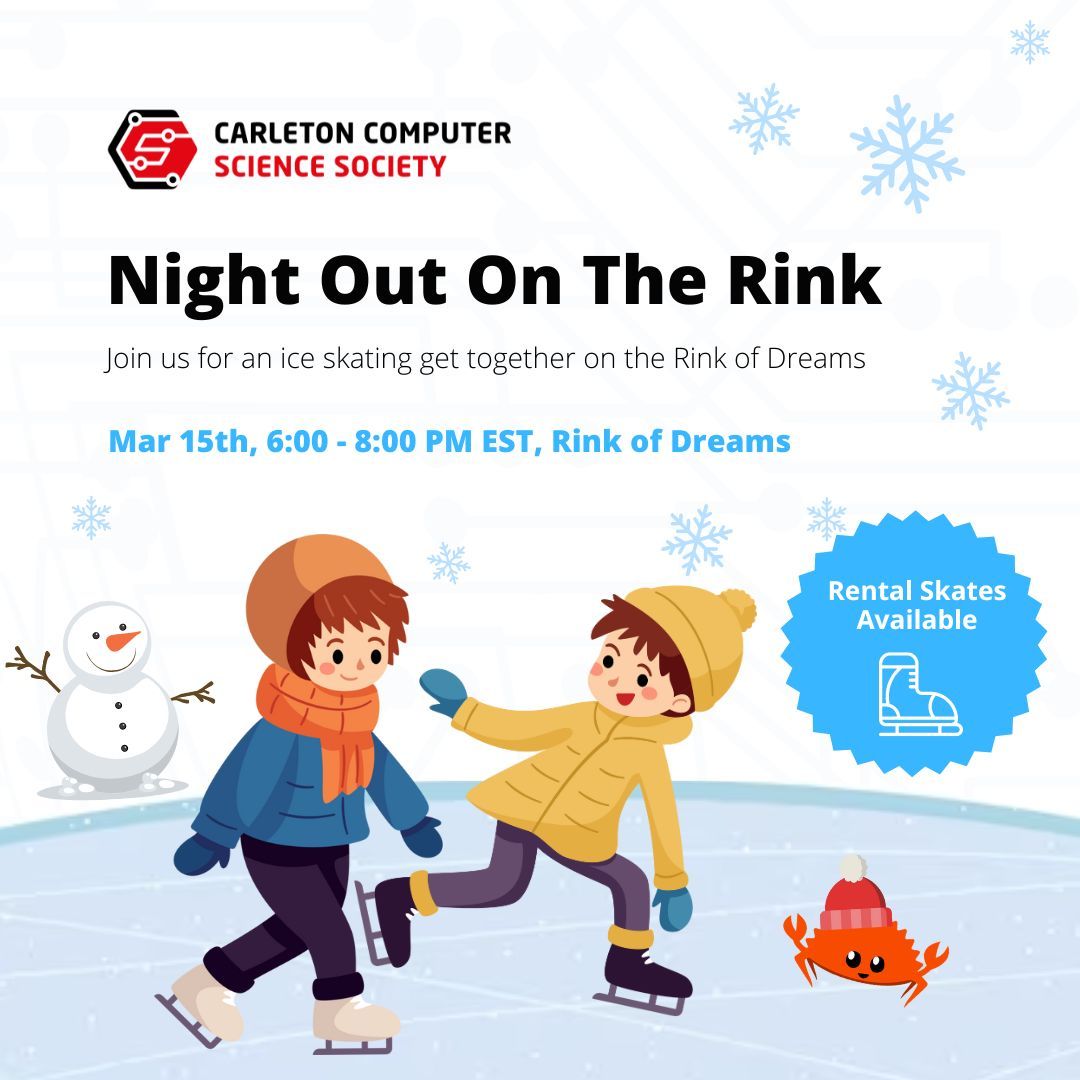 CARLETON COMPUTER
SCIENCE SOCIETY
Night Out On The Rink
Join us for an ice skating get together on the Rink of Dreams
Mar 15th, 6:00 - 8:00 PM EST, Rink of Dreams
Rental Skates
Available